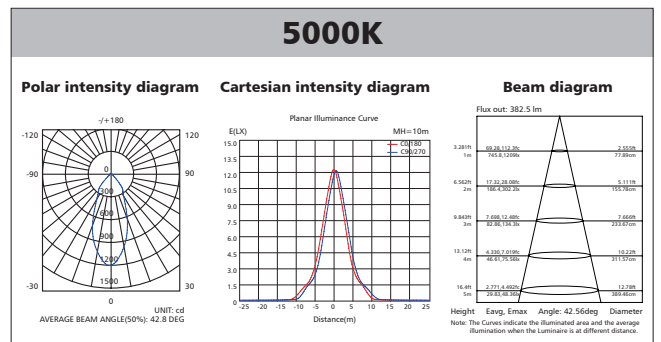 5000K
Polar intensity diagram
Cartesian intensity diagram
Beam diagram
-/+180
-120
120
-90
90
-30
30
0
0
300
600
900
1200
1500
UNIT: cd
AVERAGE BEAM ANGLE(50%): 42.8 DEG
Planar Illuminance Curve
E(LX)
MH=10m
C0/180
C90/270
15.0
13.5
12.0
10.5
9.0
7.5
6.0
4.5
3.0
1.5
0
-25 -20 -15 -10 -5 0 5 10 15 20 25
Distance(m)
Flux out: 382.5 lm
3.281ft 69.28,112.3fc 2.555ft
1m 745.8,1209lx 77.89cm
6.562ft 17.32,28.08fc 5.111ft
2m 186.4,302.2lx 155.78cm
9.843ft 7.698,12.48fc 7.666ft
3m 82.86,134.3lx 233.67cm
13.12ft 4.330,7.019fc 10.22ft
4m 46.61,75.56lx 311.57cm
16.4ft 2.771,4.492fc 12.78ft
5m 29.83,48.36lx 389.46cm
Height Eavg, Emax Angle: 42.56deg Diameter
Note: The Curves indicate the illuminated area and the average
illumination when the Luminaire is at different distance.